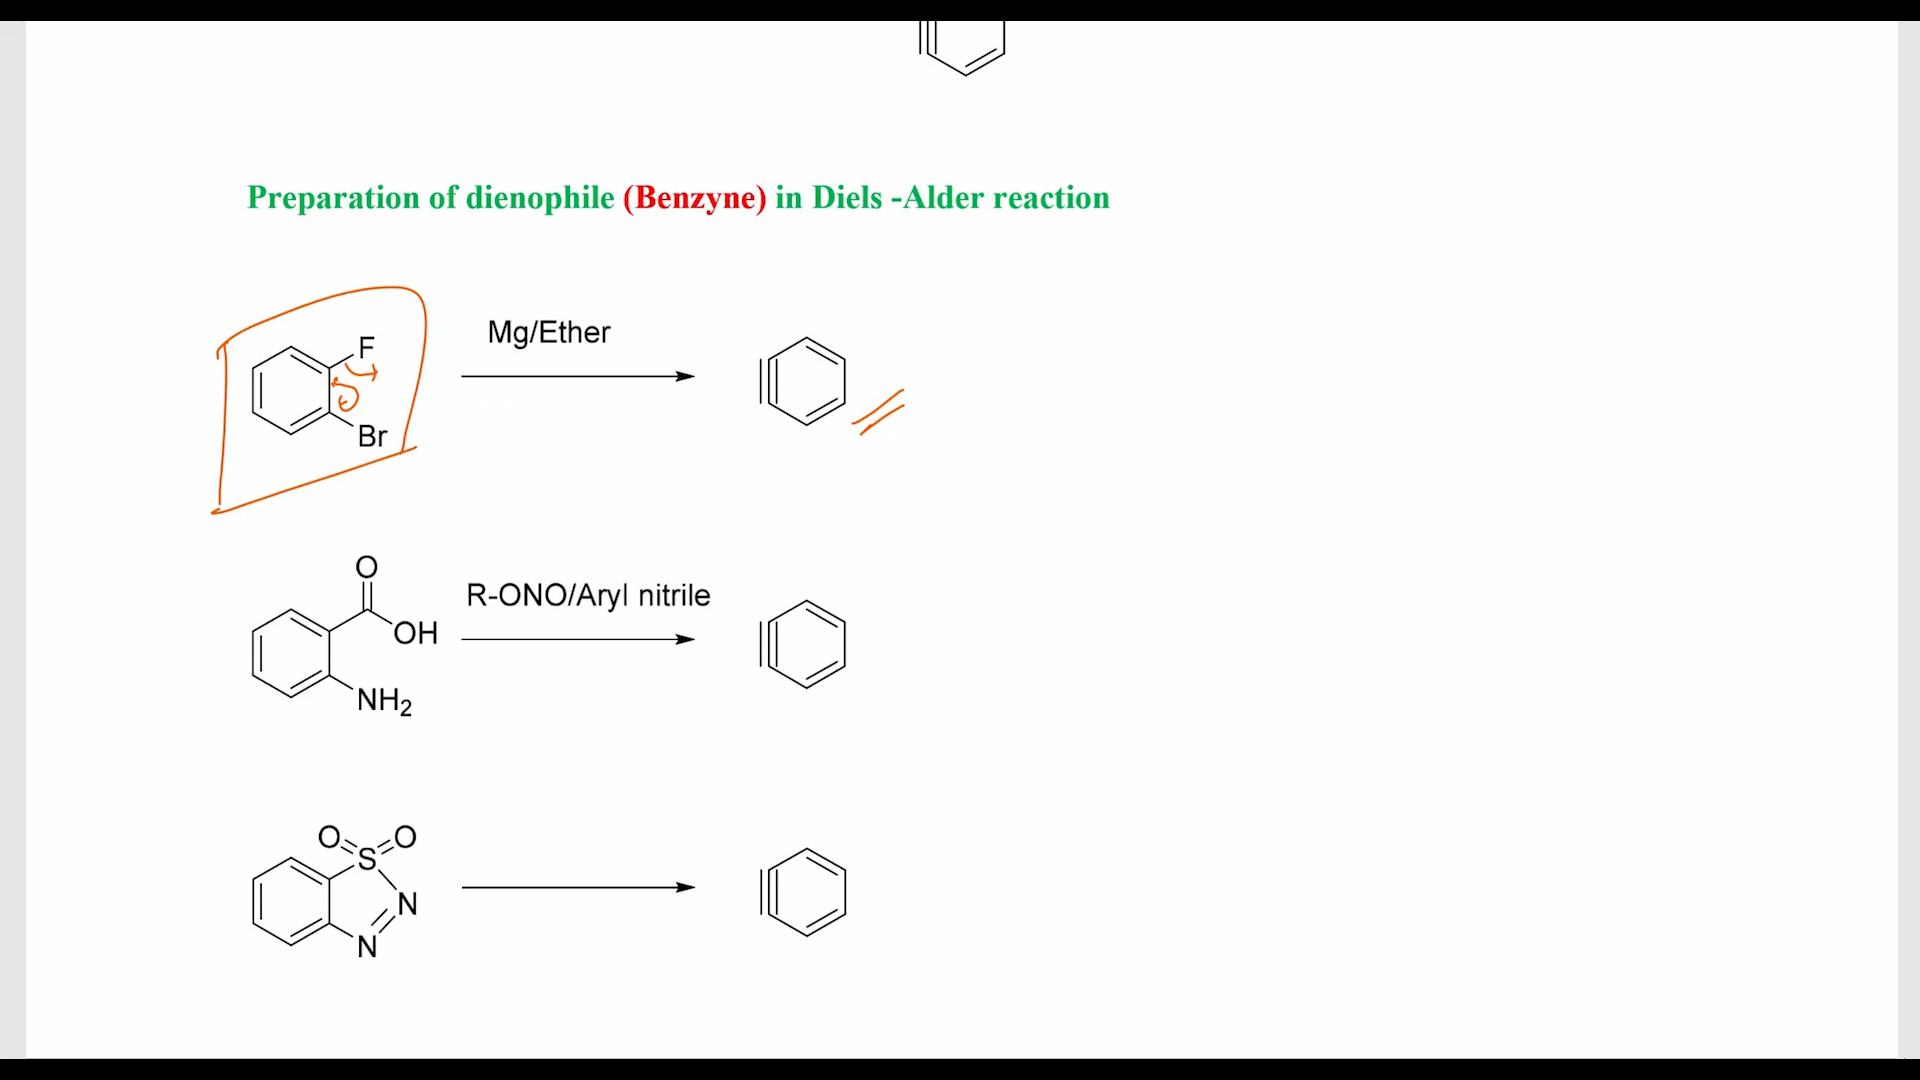 Preparation of dienophile (Benzyne) in Diels -Alder reaction
F
Mg/Ether
Br
O
R-ONO/Aryl nitrile
OH
NH₂
O O
S
N
N